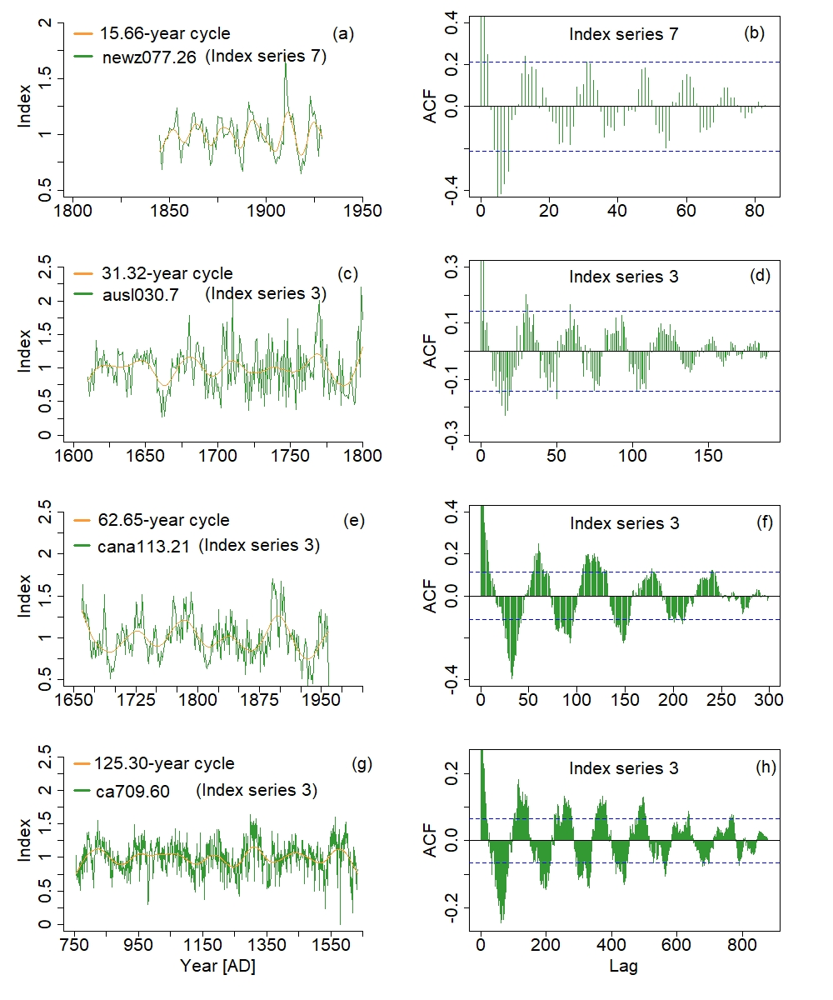 15.66-year cycle (a)
newz077.26 (Index series 7)
Index
2
1.5
1
0.5
1800 1850 1900 1950
Index series 7 (b)
ACF
0.4
0.2
0.0
-0.4
0 20 40 60 80
31.32-year cycle (c)
ausl030.7 (Index series 3)
Index
2.5
2
1.5
1
0.5
0
1600 1650 1700 1750 1800
Index series 3 (d)
ACF
0.3
0.1
-0.1
-0.3
0 50 100 150
62.65-year cycle (e)
cana113.21 (Index series 3)
Index
2.5
2
1.5
1
0.5
1650 1725 1800 1875 1950
Index series 3 (f)
ACF
0.4
0.2
0.0
-0.4
0 50 100 150 200 250 300
125.30-year cycle (g)
ca709.60 (Index series 3)
Index
2.5
2
1.5
1
0.5
0
750 950 1150 1350 1550
Year [AD]
Index series 3 (h)
ACF
0.2
0.0
-0.2
0 200 400 600 800
Lag